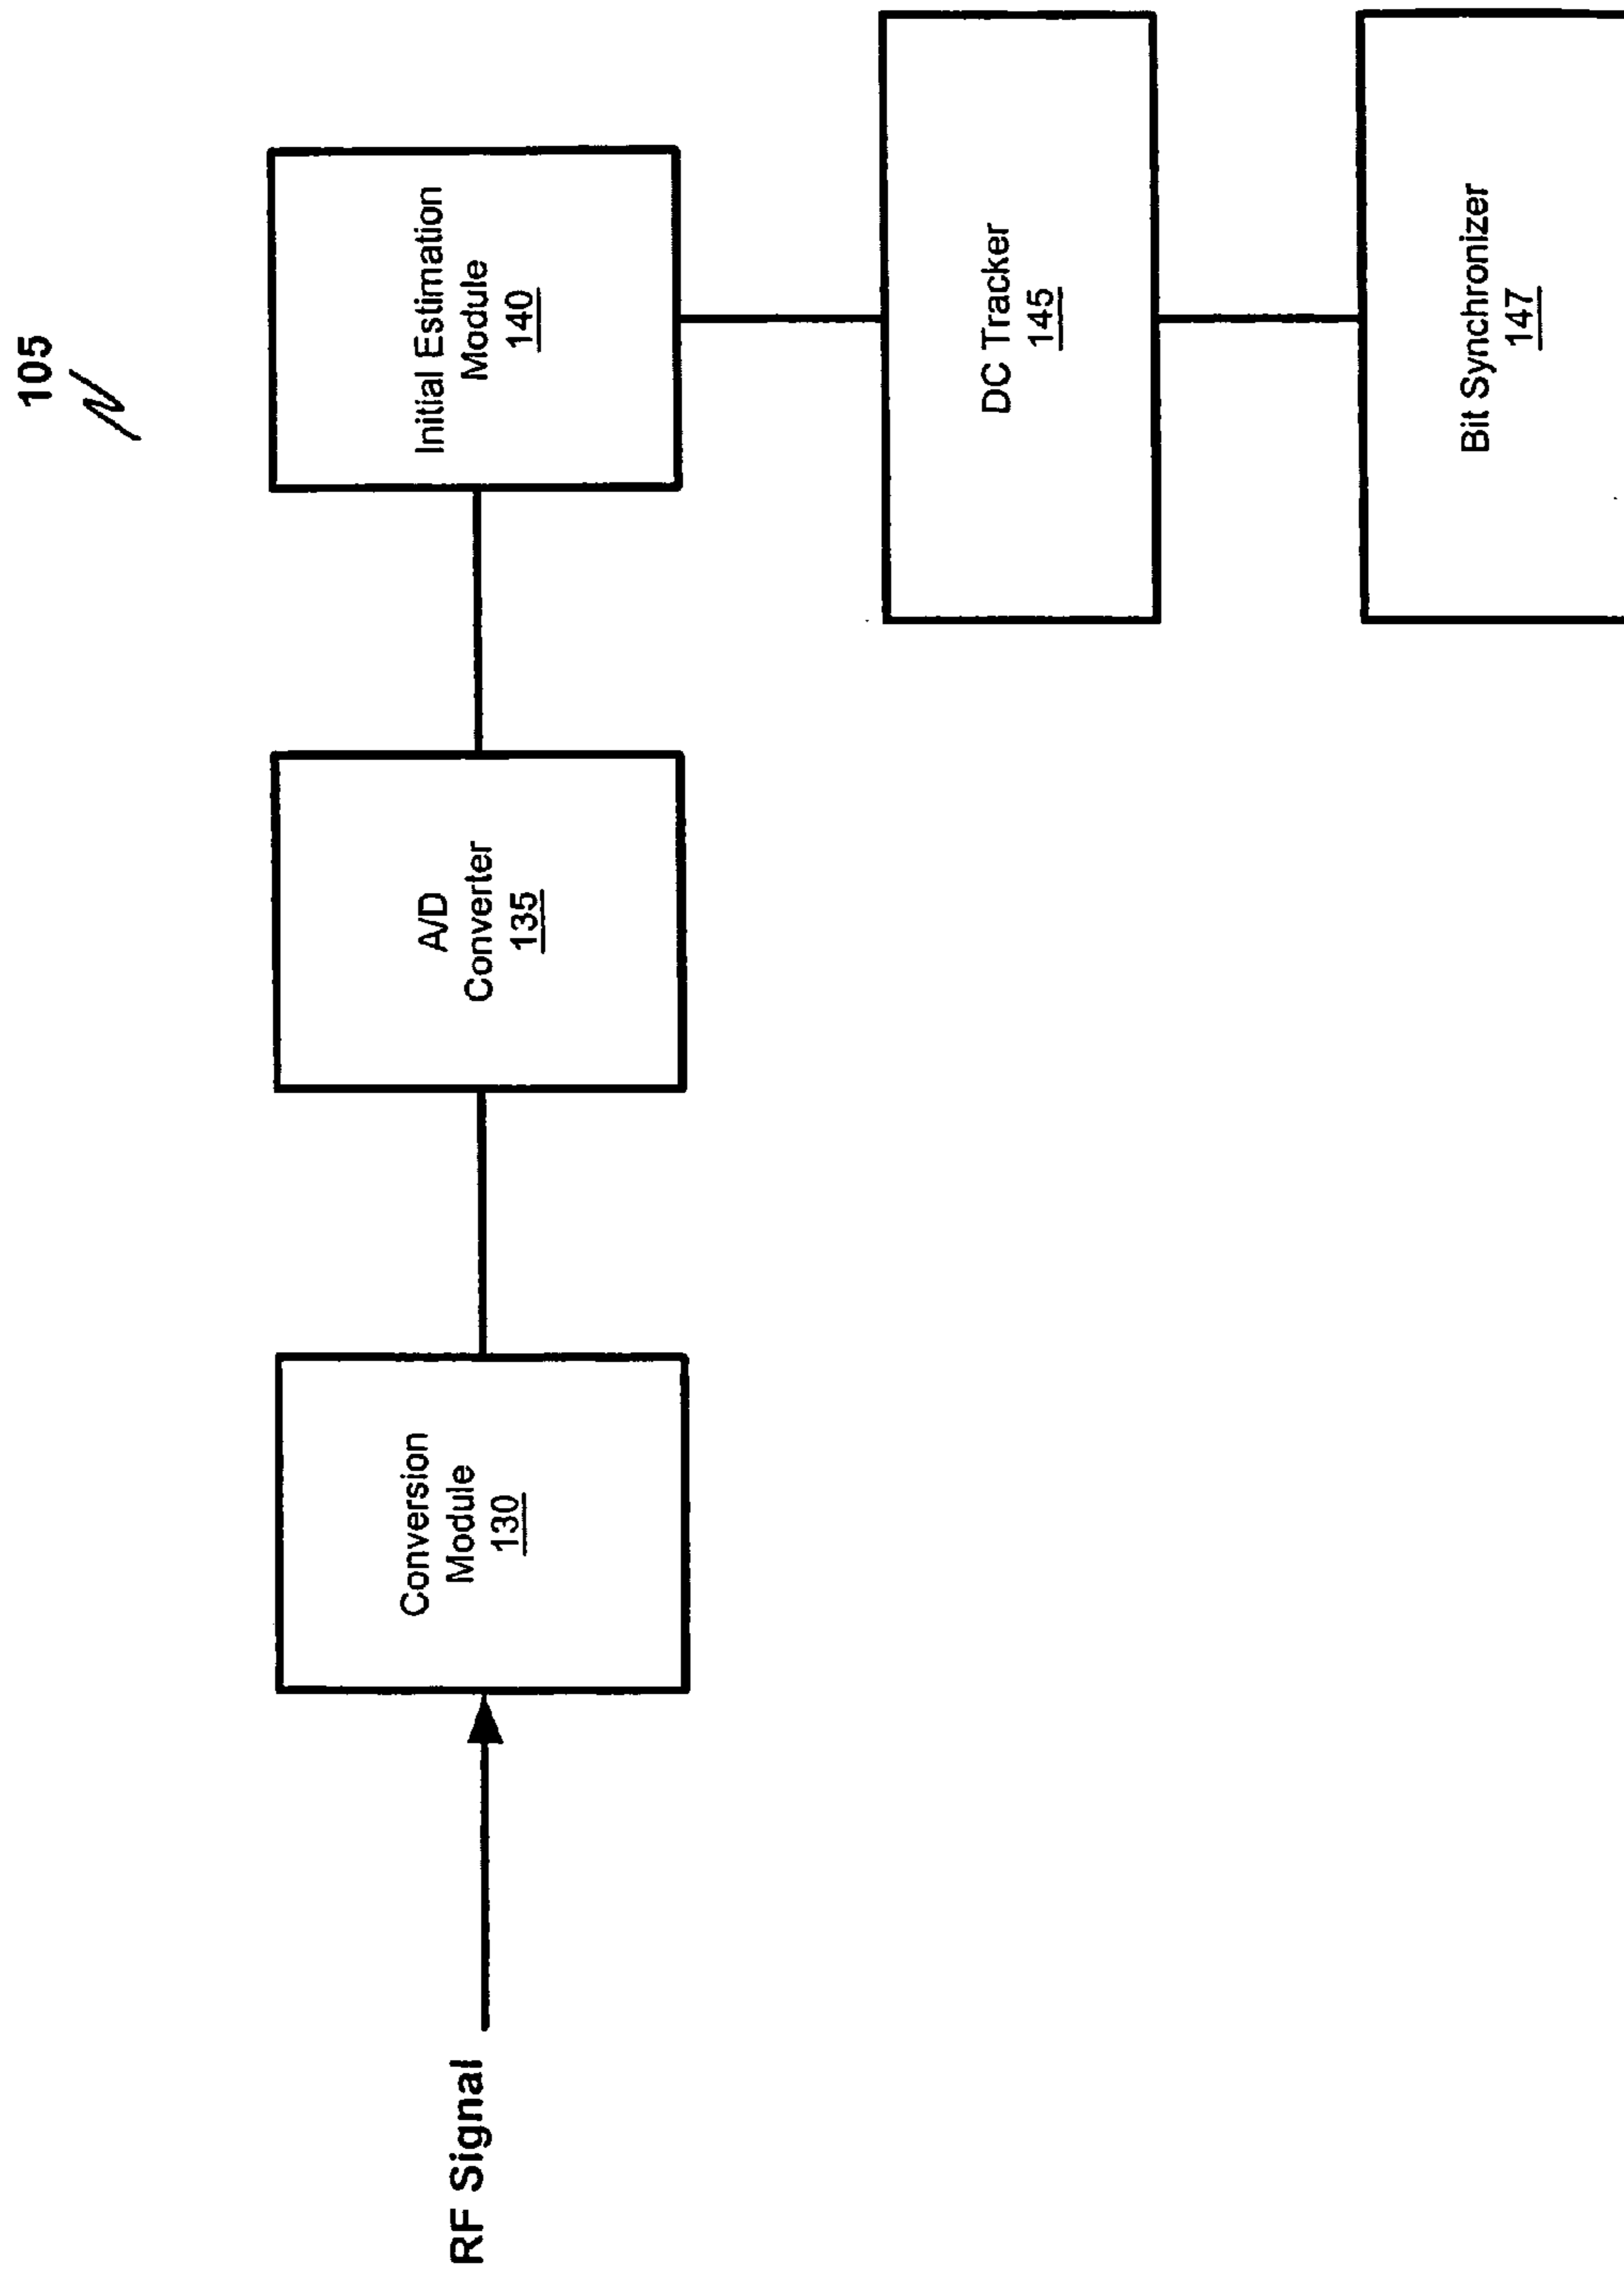 105
RF Signal
Conversion
Module
130
A/D
Converter
135
Initial Estimation
Module
140
DC Tracker
145
Bit Synchronizer
147